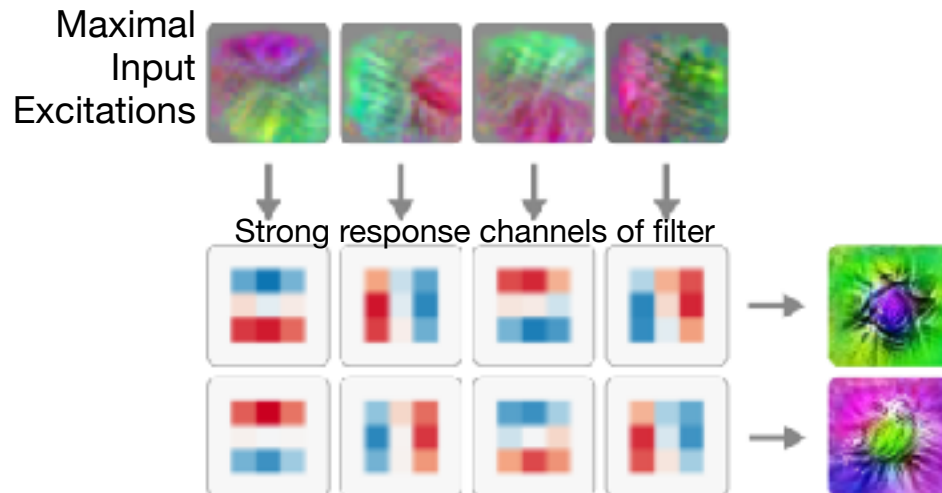 Maximal
Input
Excitations
Strong response channels of filter